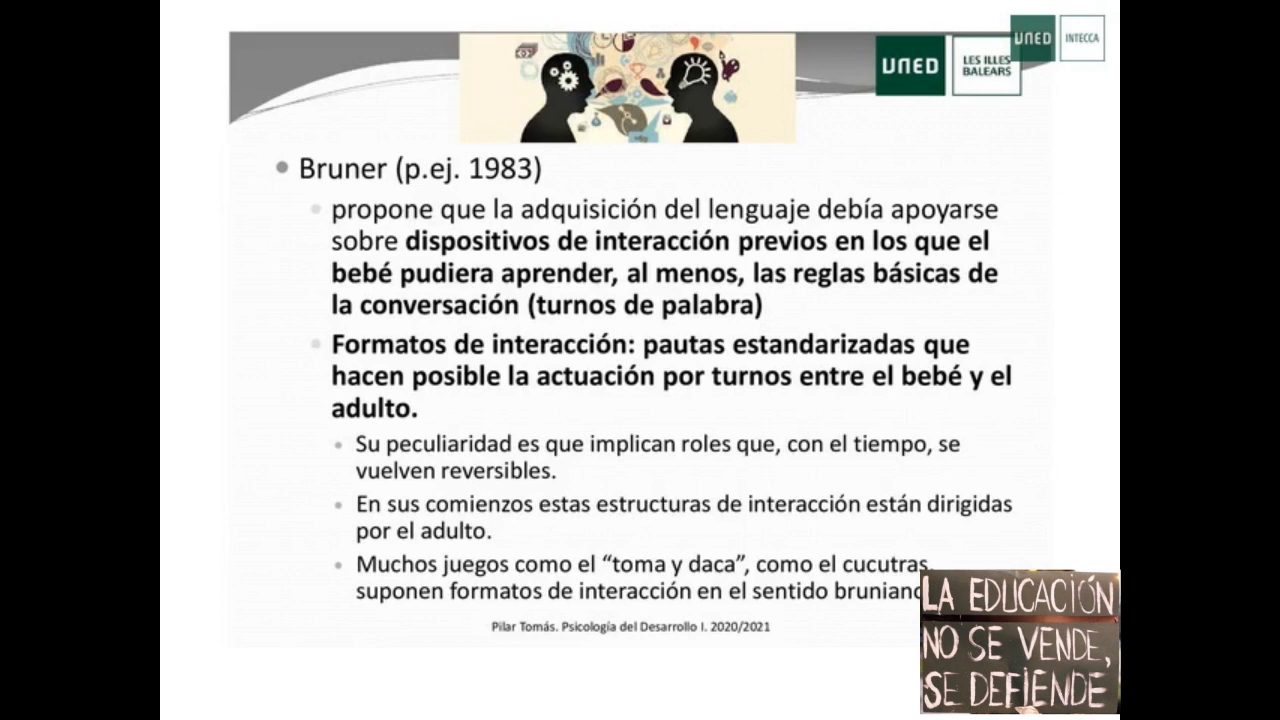 UNED
INTECCA
UNED
LES ILLES
BALEARS
Bruner (p.ej. 1983)
propone que la adquisición del lenguaje debía apoyarse
sobre dispositivos de interacción previos en los que el
bebé pudiera aprender, al menos, las reglas básicas de
la conversación (turnos de palabra)
Formatos de interacción: pautas estandarizadas que
hacen posible la actuación por turnos entre el bebé y el
adulto.
Su peculiaridad es que implican roles que, con el tiempo, se
vuelven reversibles.
En sus comienzos estas estructuras de interacción están dirigidas
por el adulto.
Muchos juegos como el “toma y daca”, como el cucutras,
suponen formatos de interacción en el sentido bruniano
Pilar Tomás. Psicología del Desarrollo I. 2020/2021
LA EDUCACIÓN
NO SE VENDE,
SE DEFIENDE